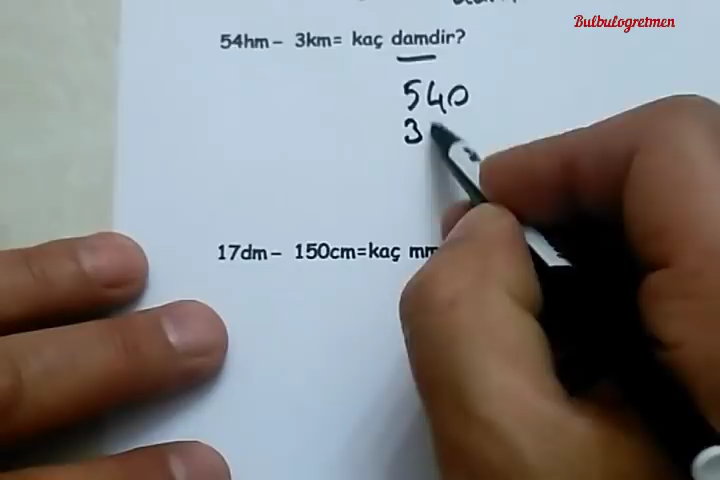 Bulbulogretmen
54hm- 3km= kaç damdir?
540
3
17dm- 150cm=kaç